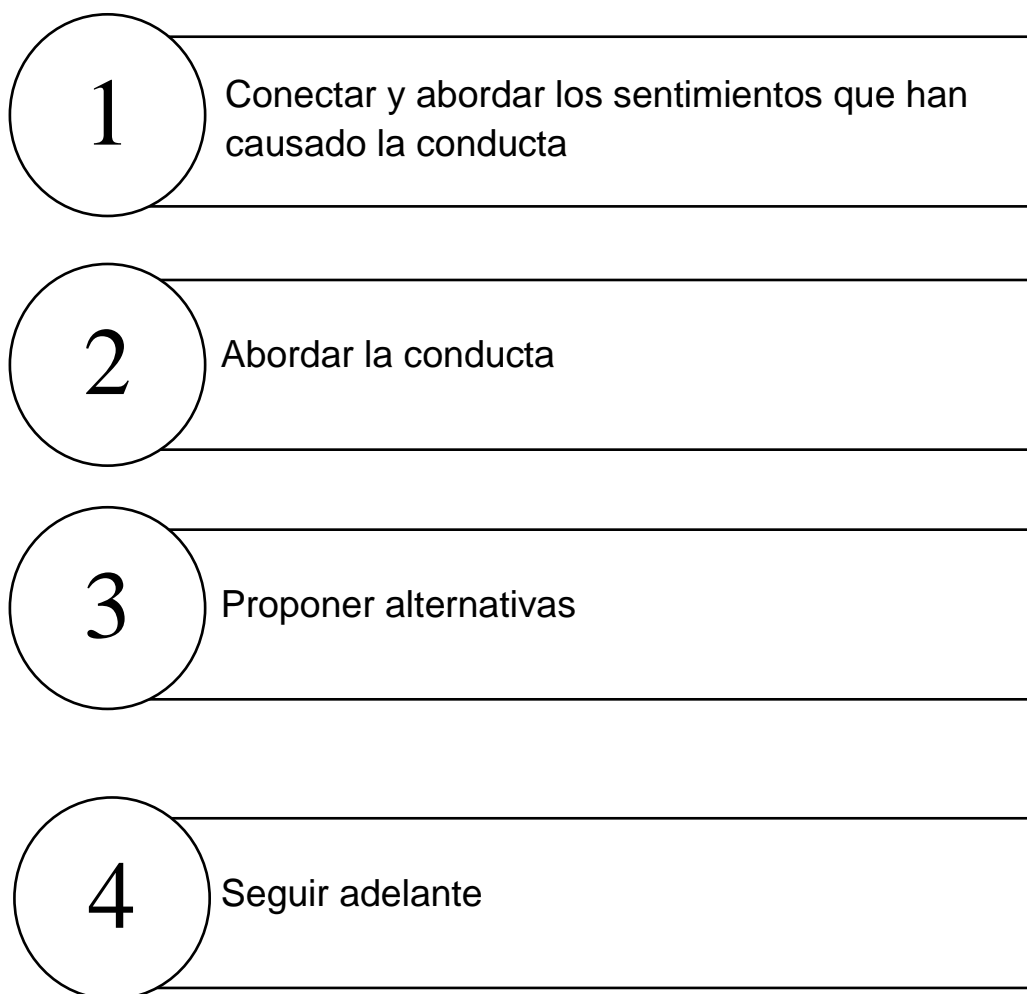 1
Conectar y abordar los sentimientos que han
causado la conducta
2
Abordar la conducta
3
Proponer alternativas
4
Seguir adelante